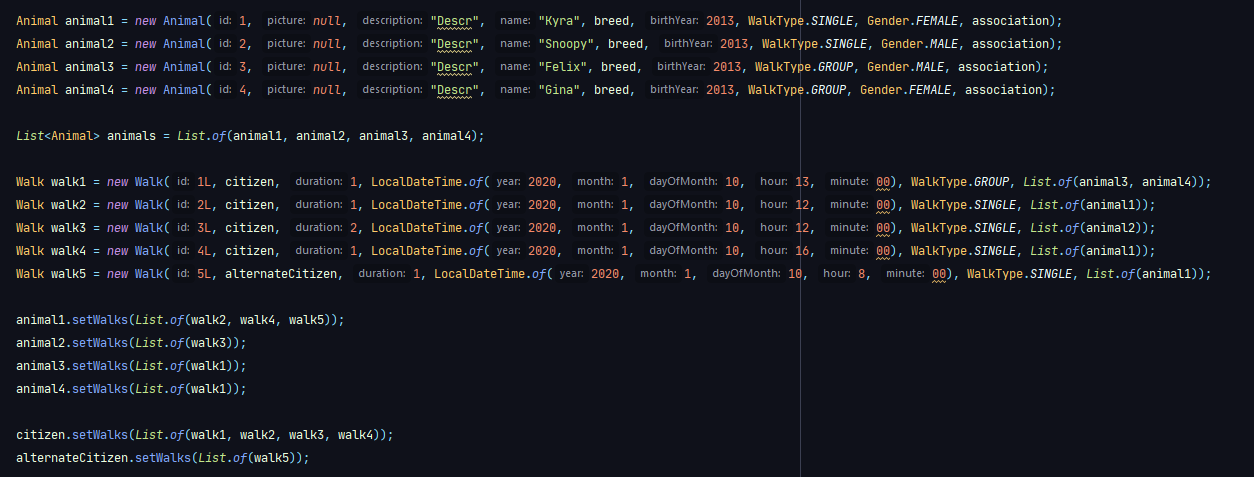 Animal animal1 = new Animal( id: 1, picture: null, description: "Descr", name: "Kyra", breed, birthYear: 2013, WalkType.SINGLE, Gender.FEMALE, association);
Animal animal2 = new Animal( id: 2, picture: null, description: "Descr", name: "Snoopy", breed, birthYear: 2013, WalkType.SINGLE, Gender.MALE, association);
Animal animal3 = new Animal( id: 3, picture: null, description: "Descr", name: "Felix", breed, birthYear: 2013, WalkType.GROUP, Gender.MALE, association);
Animal animal4 = new Animal( id: 4, picture: null, description: "Descr", name: "Gina", breed, birthYear: 2013, WalkType.GROUP, Gender.FEMALE, association);
List<Animal> animals = List.of(animal1, animal2, animal3, animal4);
Walk walk1 = new Walk( id: 1L, citizen, duration: 1, LocalDateTime.of( year: 2020, month: 1, dayOfMonth: 10, hour: 13, minute: 00), WalkType.GROUP, List.of(animal3, animal4));
Walk walk2 = new Walk( id: 2L, citizen, duration: 1, LocalDateTime.of( year: 2020, month: 1, dayOfMonth: 10, hour: 12, minute: 00), WalkType.SINGLE, List.of(animal1));
Walk walk3 = new Walk( id: 3L, citizen, duration: 2, LocalDateTime.of( year: 2020, month: 1, dayOfMonth: 10, hour: 12, minute: 00), WalkType.SINGLE, List.of(animal2));
Walk walk4 = new Walk( id: 4L, citizen, duration: 1, LocalDateTime.of( year: 2020, month: 1, dayOfMonth: 10, hour: 16, minute: 00), WalkType.SINGLE, List.of(animal1));
Walk walk5 = new Walk( id: 5L, alternateCitizen, duration: 1, LocalDateTime.of( year: 2020, month: 1, dayOfMonth: 10, hour: 8, minute: 00), WalkType.SINGLE, List.of(animal1));
animal1.setWalks(List.of(walk2, walk4, walk5));
animal2.setWalks(List.of(walk3));
animal3.setWalks(List.of(walk1));
animal4.setWalks(List.of(walk1));
citizen.setWalks(List.of(walk1, walk2, walk3, walk4));
alternateCitizen.setWalks(List.of(walk5));